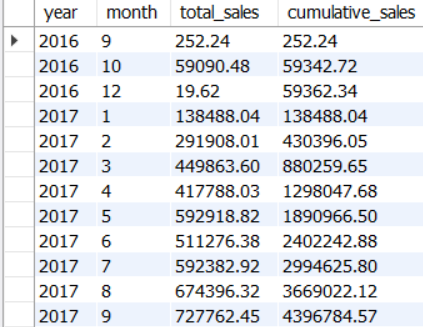 year month total_sales cumulative_sales
2016 9 252.24 252.24
2016 10 59090.48 59342.72
2016 12 19.62 59362.34
2017 1 138488.04 138488.04
2017 2 291908.01 430396.05
2017 3 449863.60 880259.65
2017 4 417788.03 1298047.68
2017 5 592918.82 1890966.50
2017 6 511276.38 2402242.88
2017 7 592382.92 2994625.80
2017 8 674396.32 3669022.12
2017 9 727762.45 4396784.57